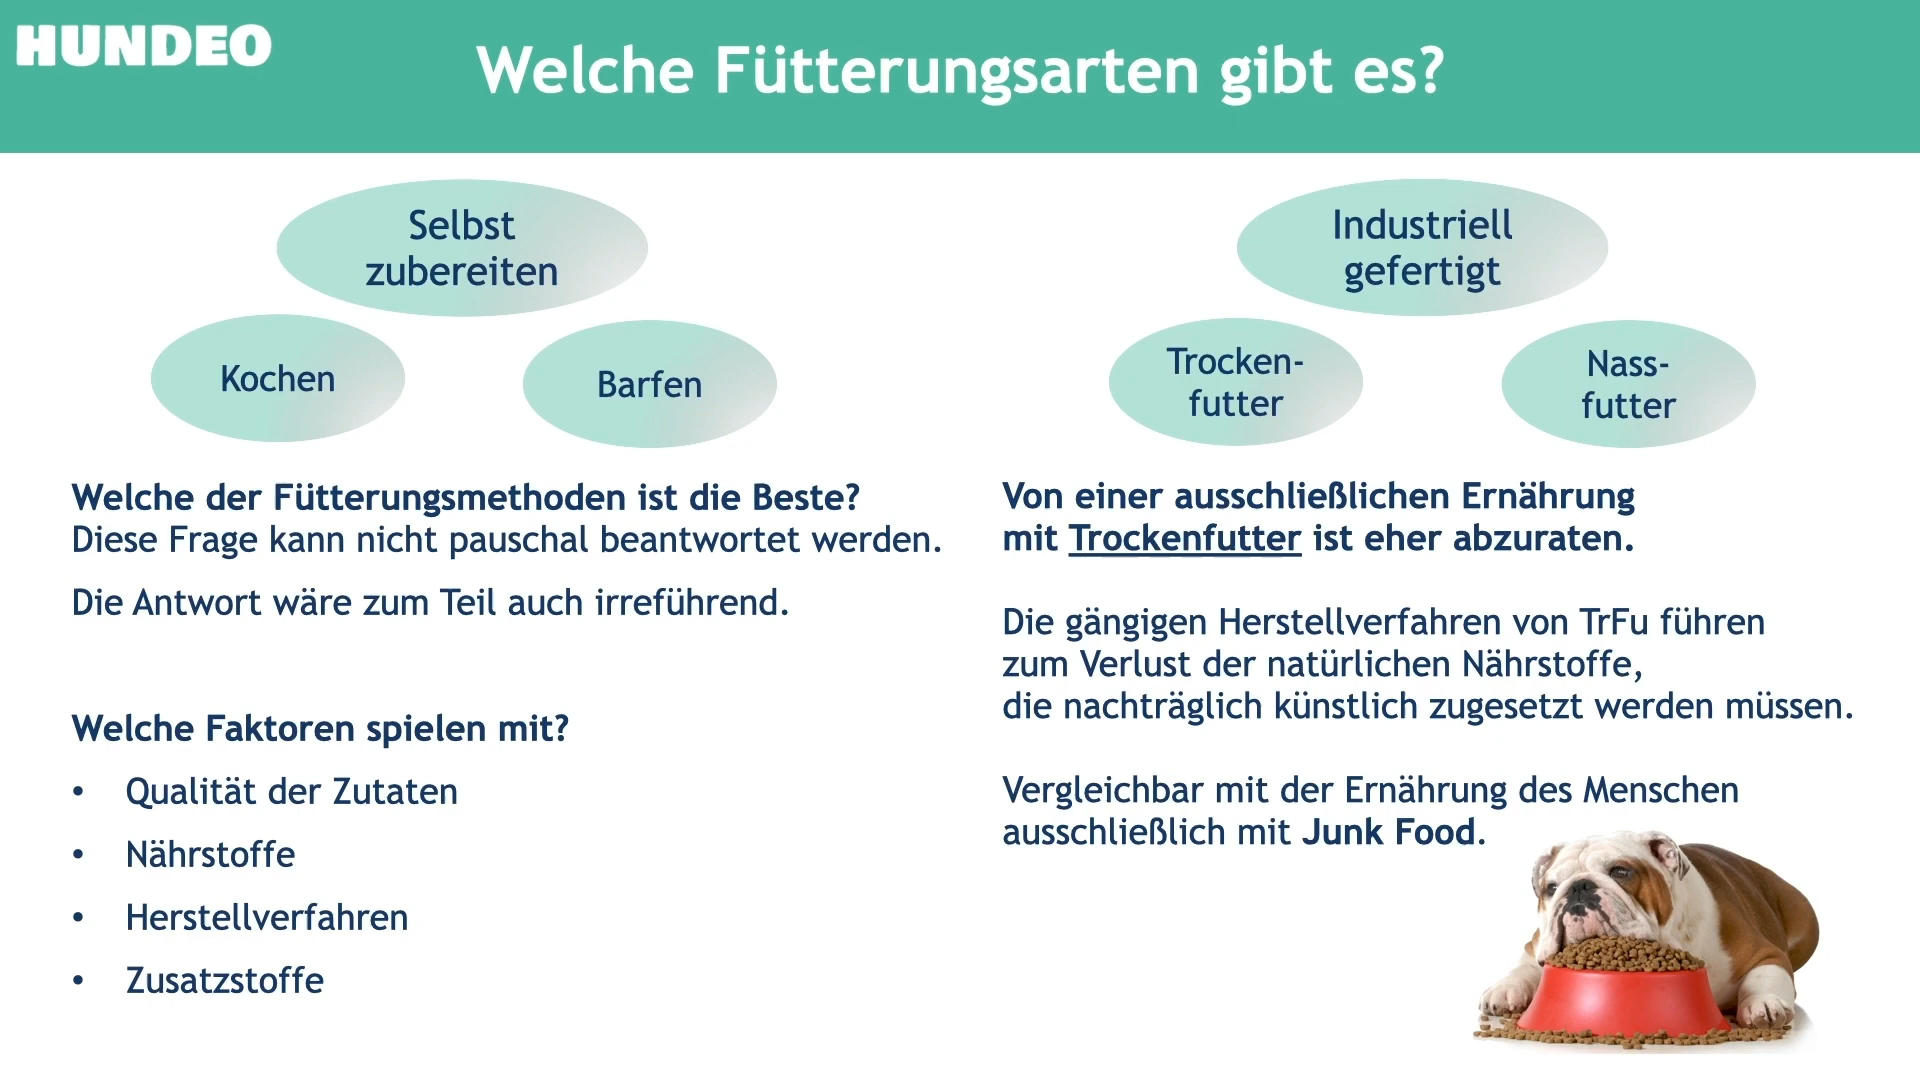 HUNDEO
Welche Fütterungsarten gibt es?
Selbst
zubereiten
Kochen
Barfen
Welche der Fütterungsmethoden ist die Beste?
Diese Frage kann nicht pauschal beantwortet werden.
Die Antwort wäre zum Teil auch irreführend.
Welche Faktoren spielen mit?
• Qualität der Zutaten
• Nährstoffe
• Herstellverfahren
• Zusatzstoffe
Industriell
gefertigt
Trocken-
futter
Nass-
futter
Von einer ausschließlichen Ernährung
mit Trockenfutter ist eher abzuraten.
Die gängigen Herstellverfahren von TrFu führen
zum Verlust der natürlichen Nährstoffe,
die nachträglich künstlich zugesetzt werden müssen.
Vergleichbar mit der Ernährung des Menschen
ausschließlich mit Junk Food.